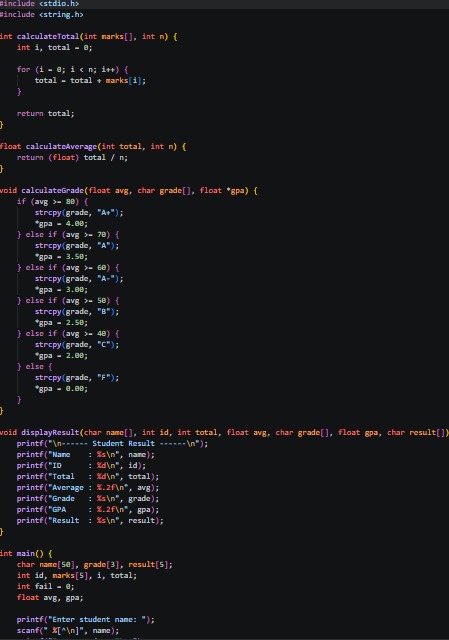 #include <stdio.h>
#include <string.h>
int calculateTotal(int marks[], int n) {
int i, total = 0;
for (i = 0; i < n; i++) {
total = total + marks[i];
}
return total;
}
float calculateAverage(int total, int n) {
return (float) total / n;
}
void calculateGrade(float avg, char grade[], float *gpa) {
if (avg >= 80) {
strcpy(grade, "A+");
*gpa = 4.00;
} else if (avg >= 70) {
strcpy(grade, "A");
*gpa = 3.50;
} else if (avg >= 60) {
strcpy(grade, "A-");
*gpa = 3.00;
} else if (avg >= 50) {
strcpy(grade, "B");
*gpa = 2.50;
} else if (avg >= 40) {
strcpy(grade, "C");
*gpa = 2.00;
} else {
strcpy(grade, "F");
*gpa = 0.00;
}
}
void displayResult(char name[], int id, int total, float avg, char grade[], float gpa, char result[])
printf("\n------ Student Result ------\n");
printf("Name    : %s\n", name);
printf("ID      : %d\n", id);
printf("Total   : %d\n", total);
printf("Average : %.2f\n", avg);
printf("Grade   : %s\n", grade);
printf("GPA     : %.2f\n", gpa);
printf("Result  : %s\n", result);
}
int main() {
char name[50], grade[3], result[5];
int id, marks[5], i, total;
int fail = 0;
float avg, gpa;
printf("Enter student name: ");
scanf(" %[^\n]", name);